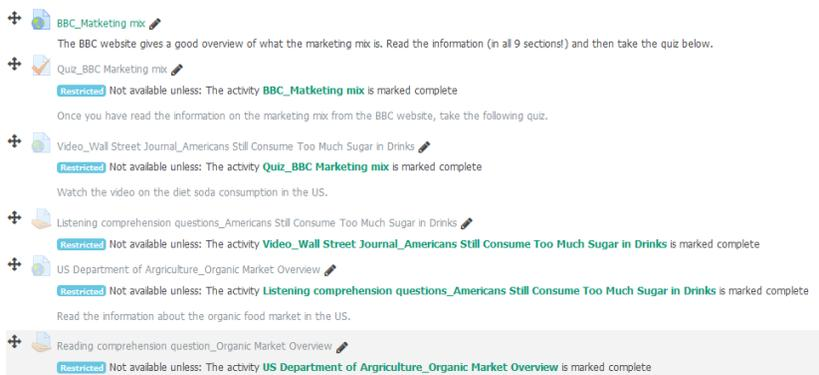 BBC_Matketing mix
The BBC website gives a good overview of what the marketing mix is. Read the information (in all 9 sections!) and then take the quiz below.
Quiz_BBC Marketing mix
Restricted Not available unless: The activity BBC_Matketing mix is marked complete
Once you have read the information on the marketing mix from the BBC website, take the following quiz.
Video_Wall Street Journal_Americans Still Consume Too Much Sugar in Drinks
Restricted Not available unless: The activity Quiz_BBC Marketing mix is marked complete
Watch the video on the diet soda consumption in the US.
Listening comprehension questions_Americans Still Consume Too Much Sugar in Drinks
Restricted Not available unless: The activity Video_Wall Street Journal_Americans Still Consume Too Much Sugar in Drinks is marked complete
US Department of Argriculture_Organic Market Overview
Restricted Not available unless: The activity Listening comprehension questions_Americans Still Consume Too Much Sugar in Drinks is marked complete
Read the information about the organic food market in the US.
Reading comprehension question_Organic Market Overview
Restricted Not available unless: The activity US Department of Argriculture_Organic Market Overview is marked complete